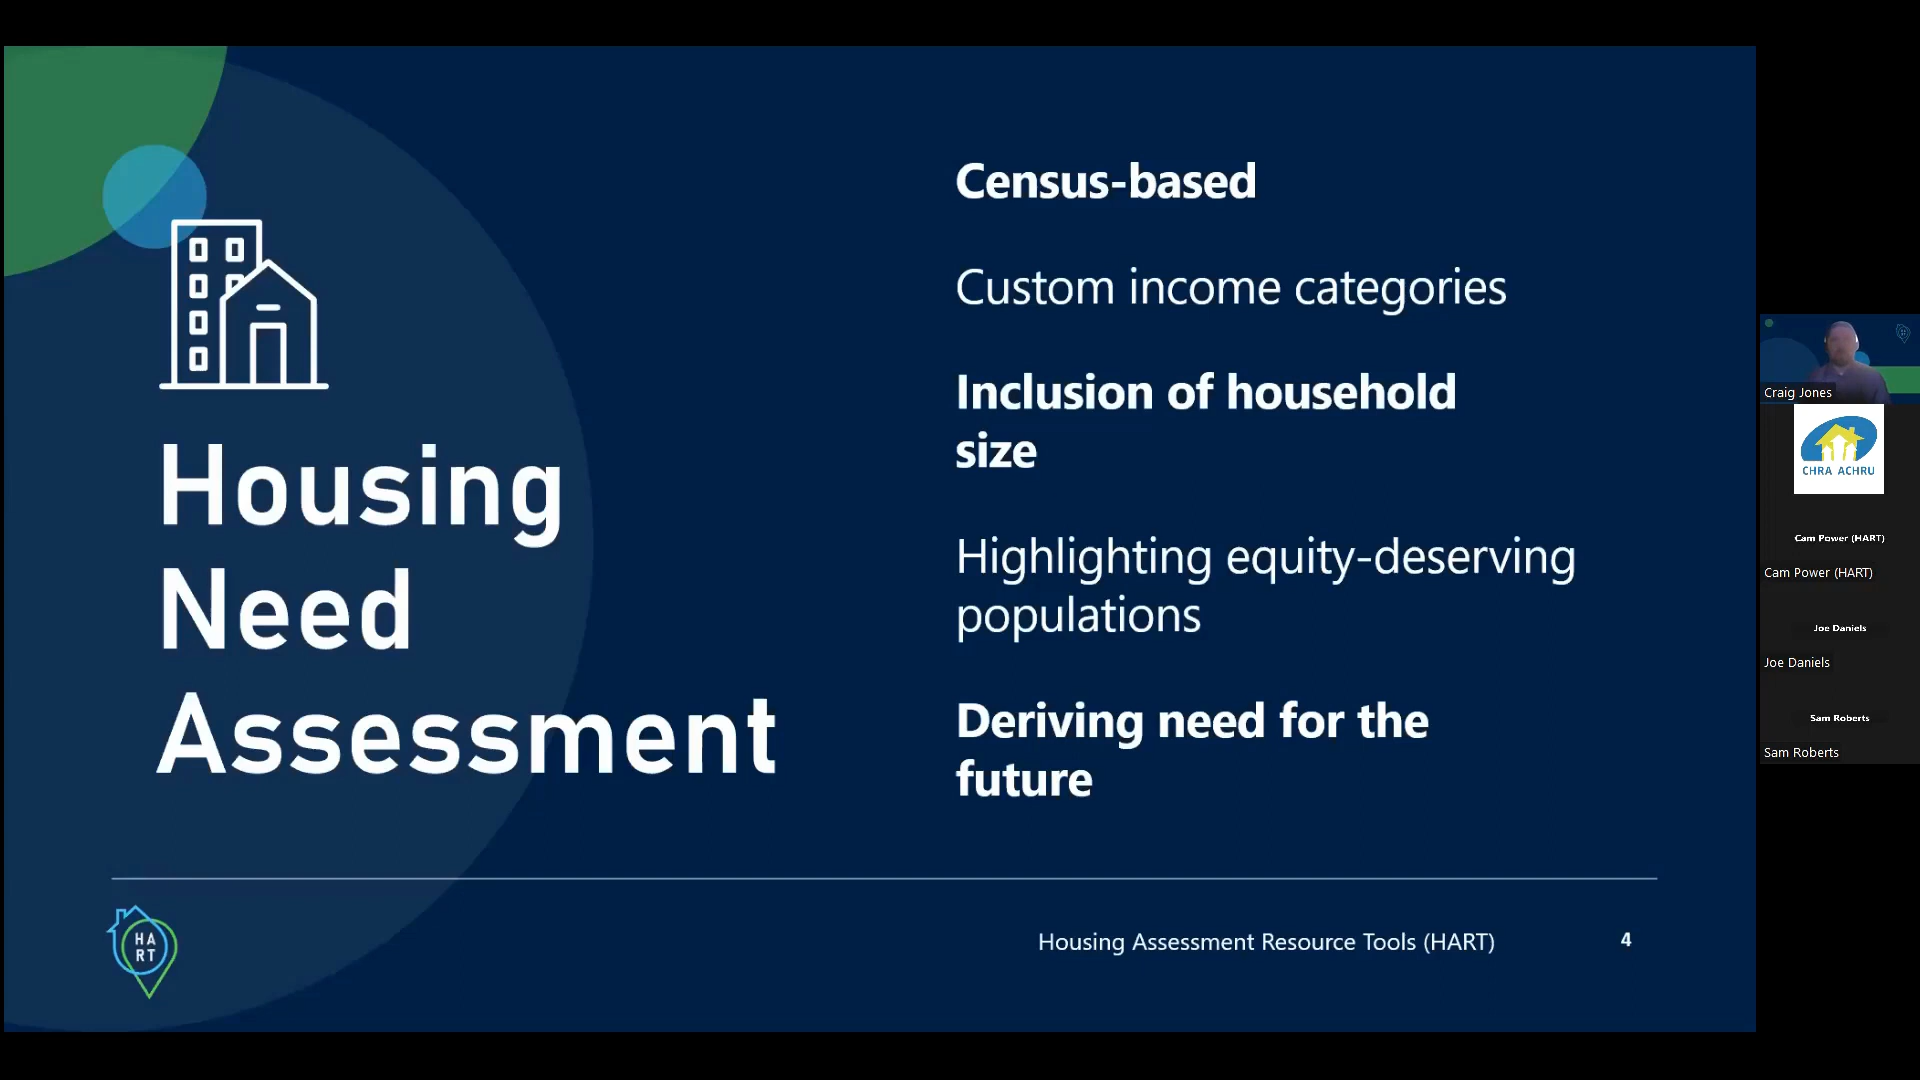 Housing
Need
Assessment
Census-based
Custom income categories
Inclusion of household
size
Highlighting equity-deserving
populations
Deriving need for the
future
HA
RT
Housing Assessment Resource Tools (HART)
4
Craig Jones
CHRA ACHRU
Cam Power (HART)
Cam Power (HART)
Joe Daniels
Joe Daniels
Sam Roberts
Sam Roberts